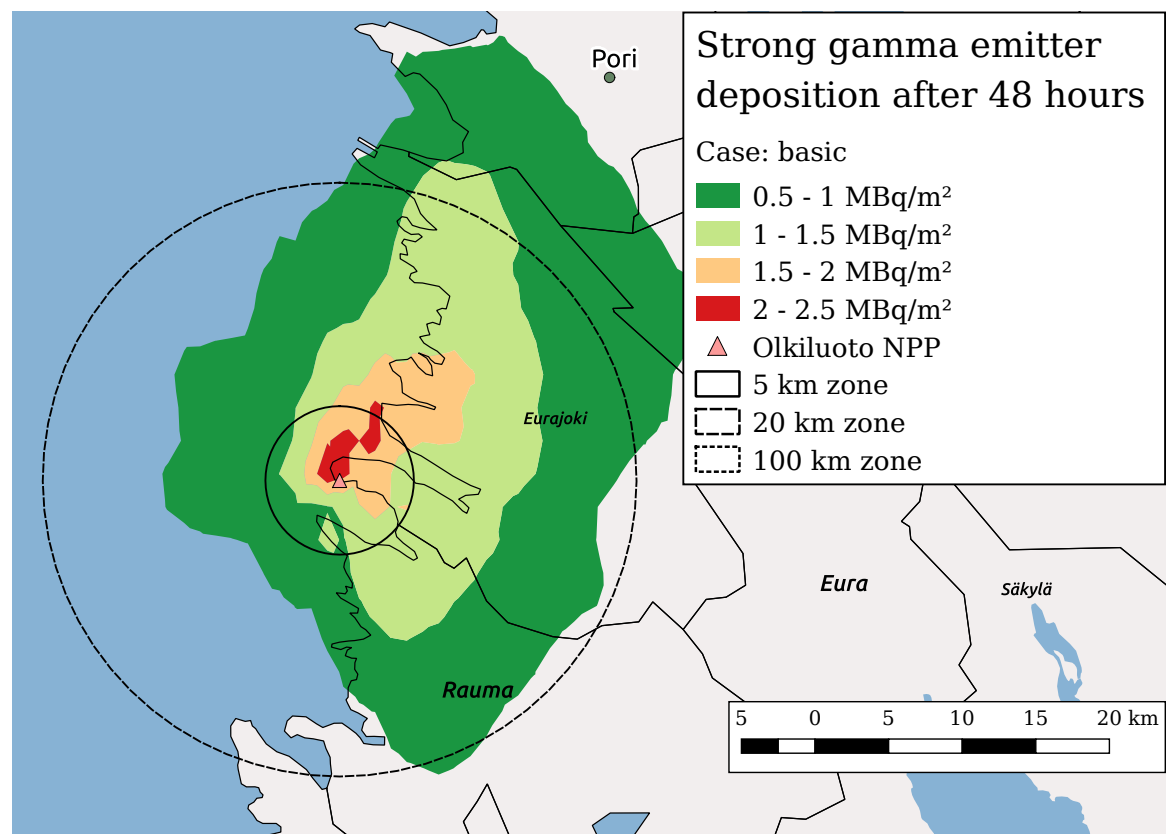 Pori
Strong gamma emitter
deposition after 48 hours
Case: basic
0.5 - 1 MBq/m²
1 - 1.5 MBq/m²
1.5 - 2 MBq/m²
2 - 2.5 MBq/m²
Olkiluoto NPP
5 km zone
20 km zone
100 km zone
Eurajoki
Eura
Säkylä
Rauma
5 0 5 10 15 20 km